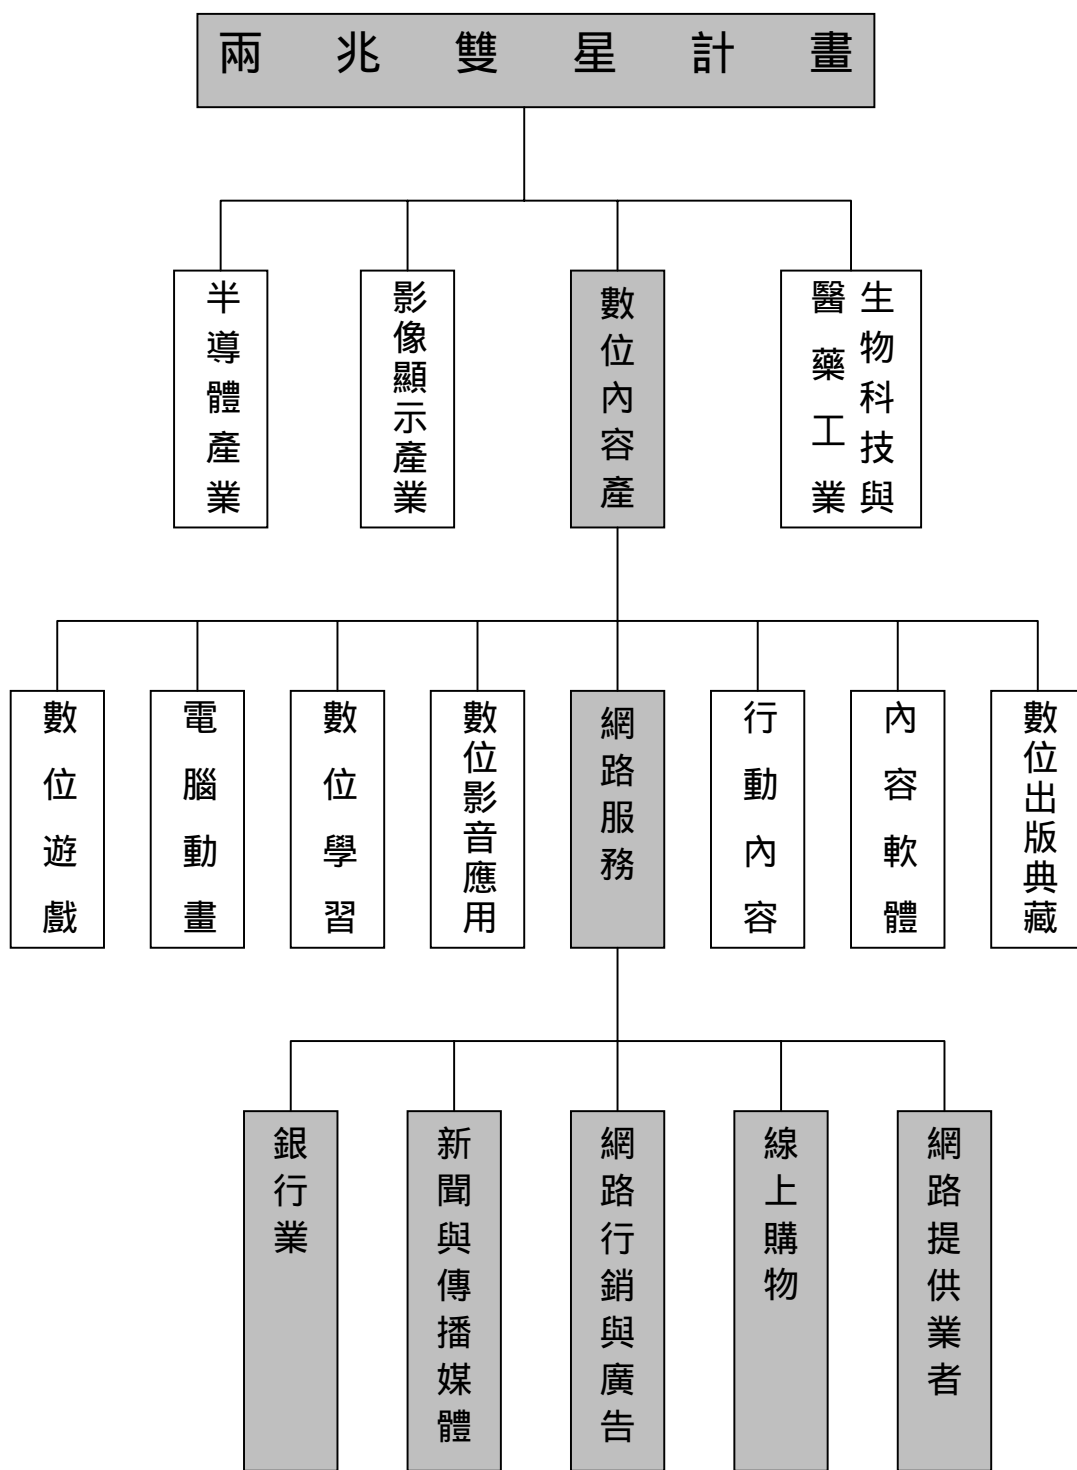 兩兆雙星計畫
半導體產業
影像顯示產業
數位內容產
生物科技與
醫藥工業
數位遊戲
電腦動畫
數位學習
數位影音應用
網路服務
行動內容
內容軟體
數位出版典藏
銀行業
新聞與傳播媒體
網路行銷與廣告
線上購物
網路提供業者